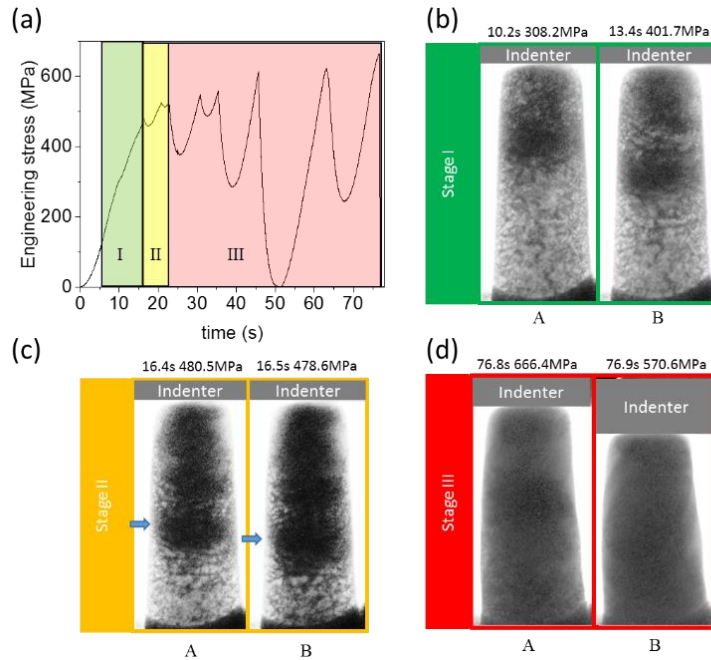 (a)
600
400
200
0
Engineering stress (MPa)
I
II
III
0 10 20 30 40 50 60 70
time (s)
(b)
10.2s 308.2MPa
13.4s 401.7MPa
Stage I
Indenter
Indenter
A
B
(c)
16.4s 480.5MPa
16.5s 478.6MPa
Stage II
Indenter
Indenter
A
B
(d)
76.8s 666.4MPa
76.9s 570.6MPa
Stage III
Indenter
Indenter
A
B